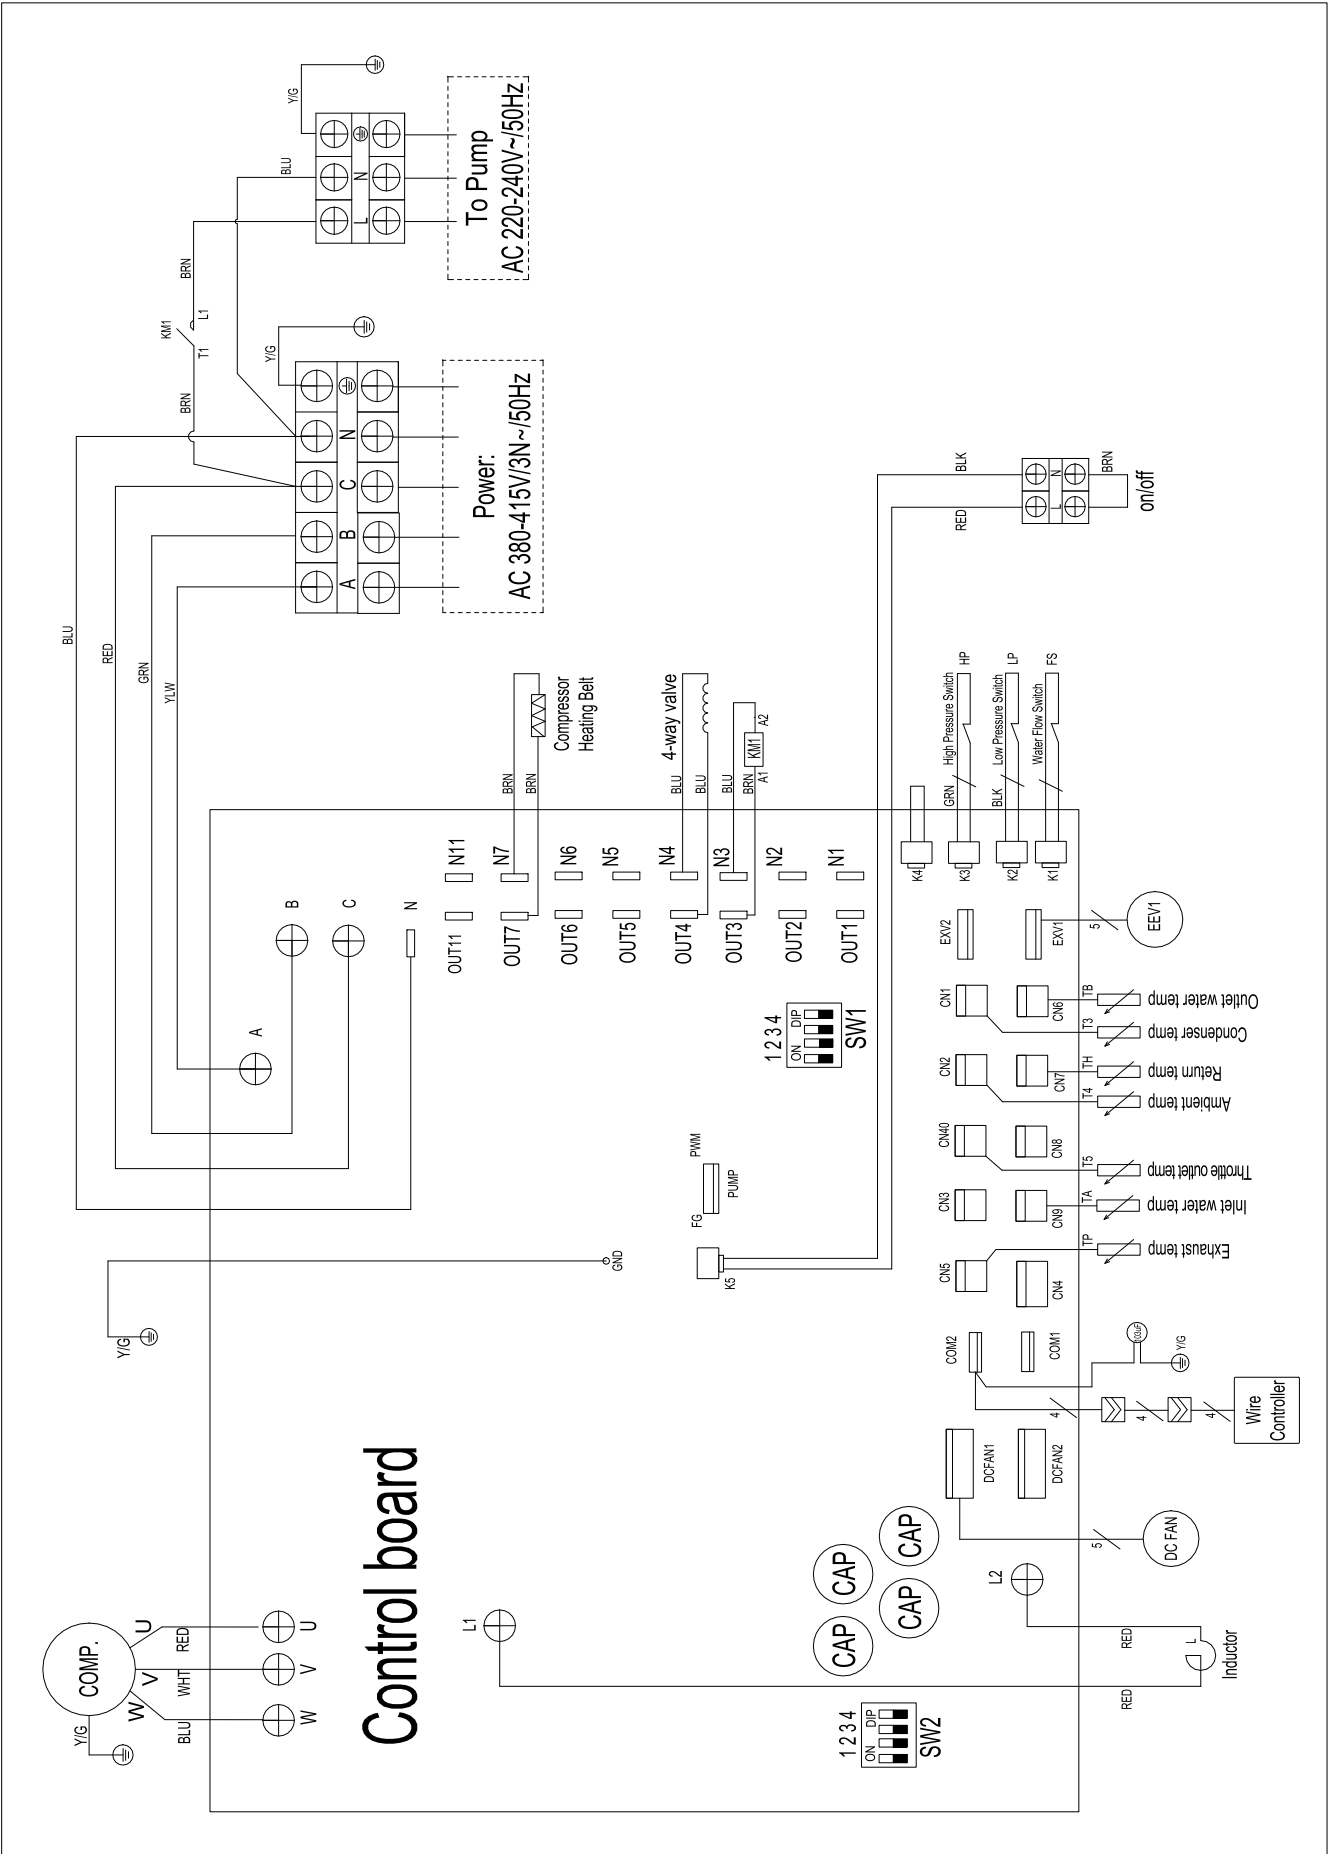 COMP.
Y/G
W
V
U
BLU
WHT
RED
W
V
U
Control board
L1
Y/G
GND
BLU
RED
GRN
YLW
A
B
C
N
OUT11
N11
OUT7
N7
OUT6
N6
OUT5
N5
OUT4
N4
OUT3
N3
OUT2
N2
OUT1
N1
BRN
BRN
Compressor
Heating Belt
4-way valve
BLU
BLU
BLU
BRN
A1
KM1
A2
A
B
C
N
Y/G
Power:
AC 380-415V/3N~/50Hz
BRN
T1
KM1
L1
BRN
BLU
Y/G
L
N
To Pump
AC 220-240V~/50Hz
1 2 3 4
ON
DIP
SW1
FG
PWM
PUMP
K5
RED
BLK
L
N
BRN
on/off
K4
K3
GRN
High Pressure Switch
HP
K2
BLK
Low Pressure Switch
LP
K1
Water Flow Switch
FS
1 2 3 4
ON
DIP
SW2
CAP
CAP
CAP
CAP
L2
RED
RED
L
Inductor
DCFAN1
DCFAN2
5
DC FAN
COM2
COM1
4
4
4
103uF
Y/G
Wire
Controller
CN5
CN3
CN40
CN2
CN1
EXV2
CN4
CN9
CN8
CN7
CN6
EXV1
TP
TA
T5
T4
TH
T3
TB
5
EEV1
Exhaust temp
Inlet water temp
Throttle outlet temp
Ambient temp
Return temp
Condenser temp
Outlet water temp